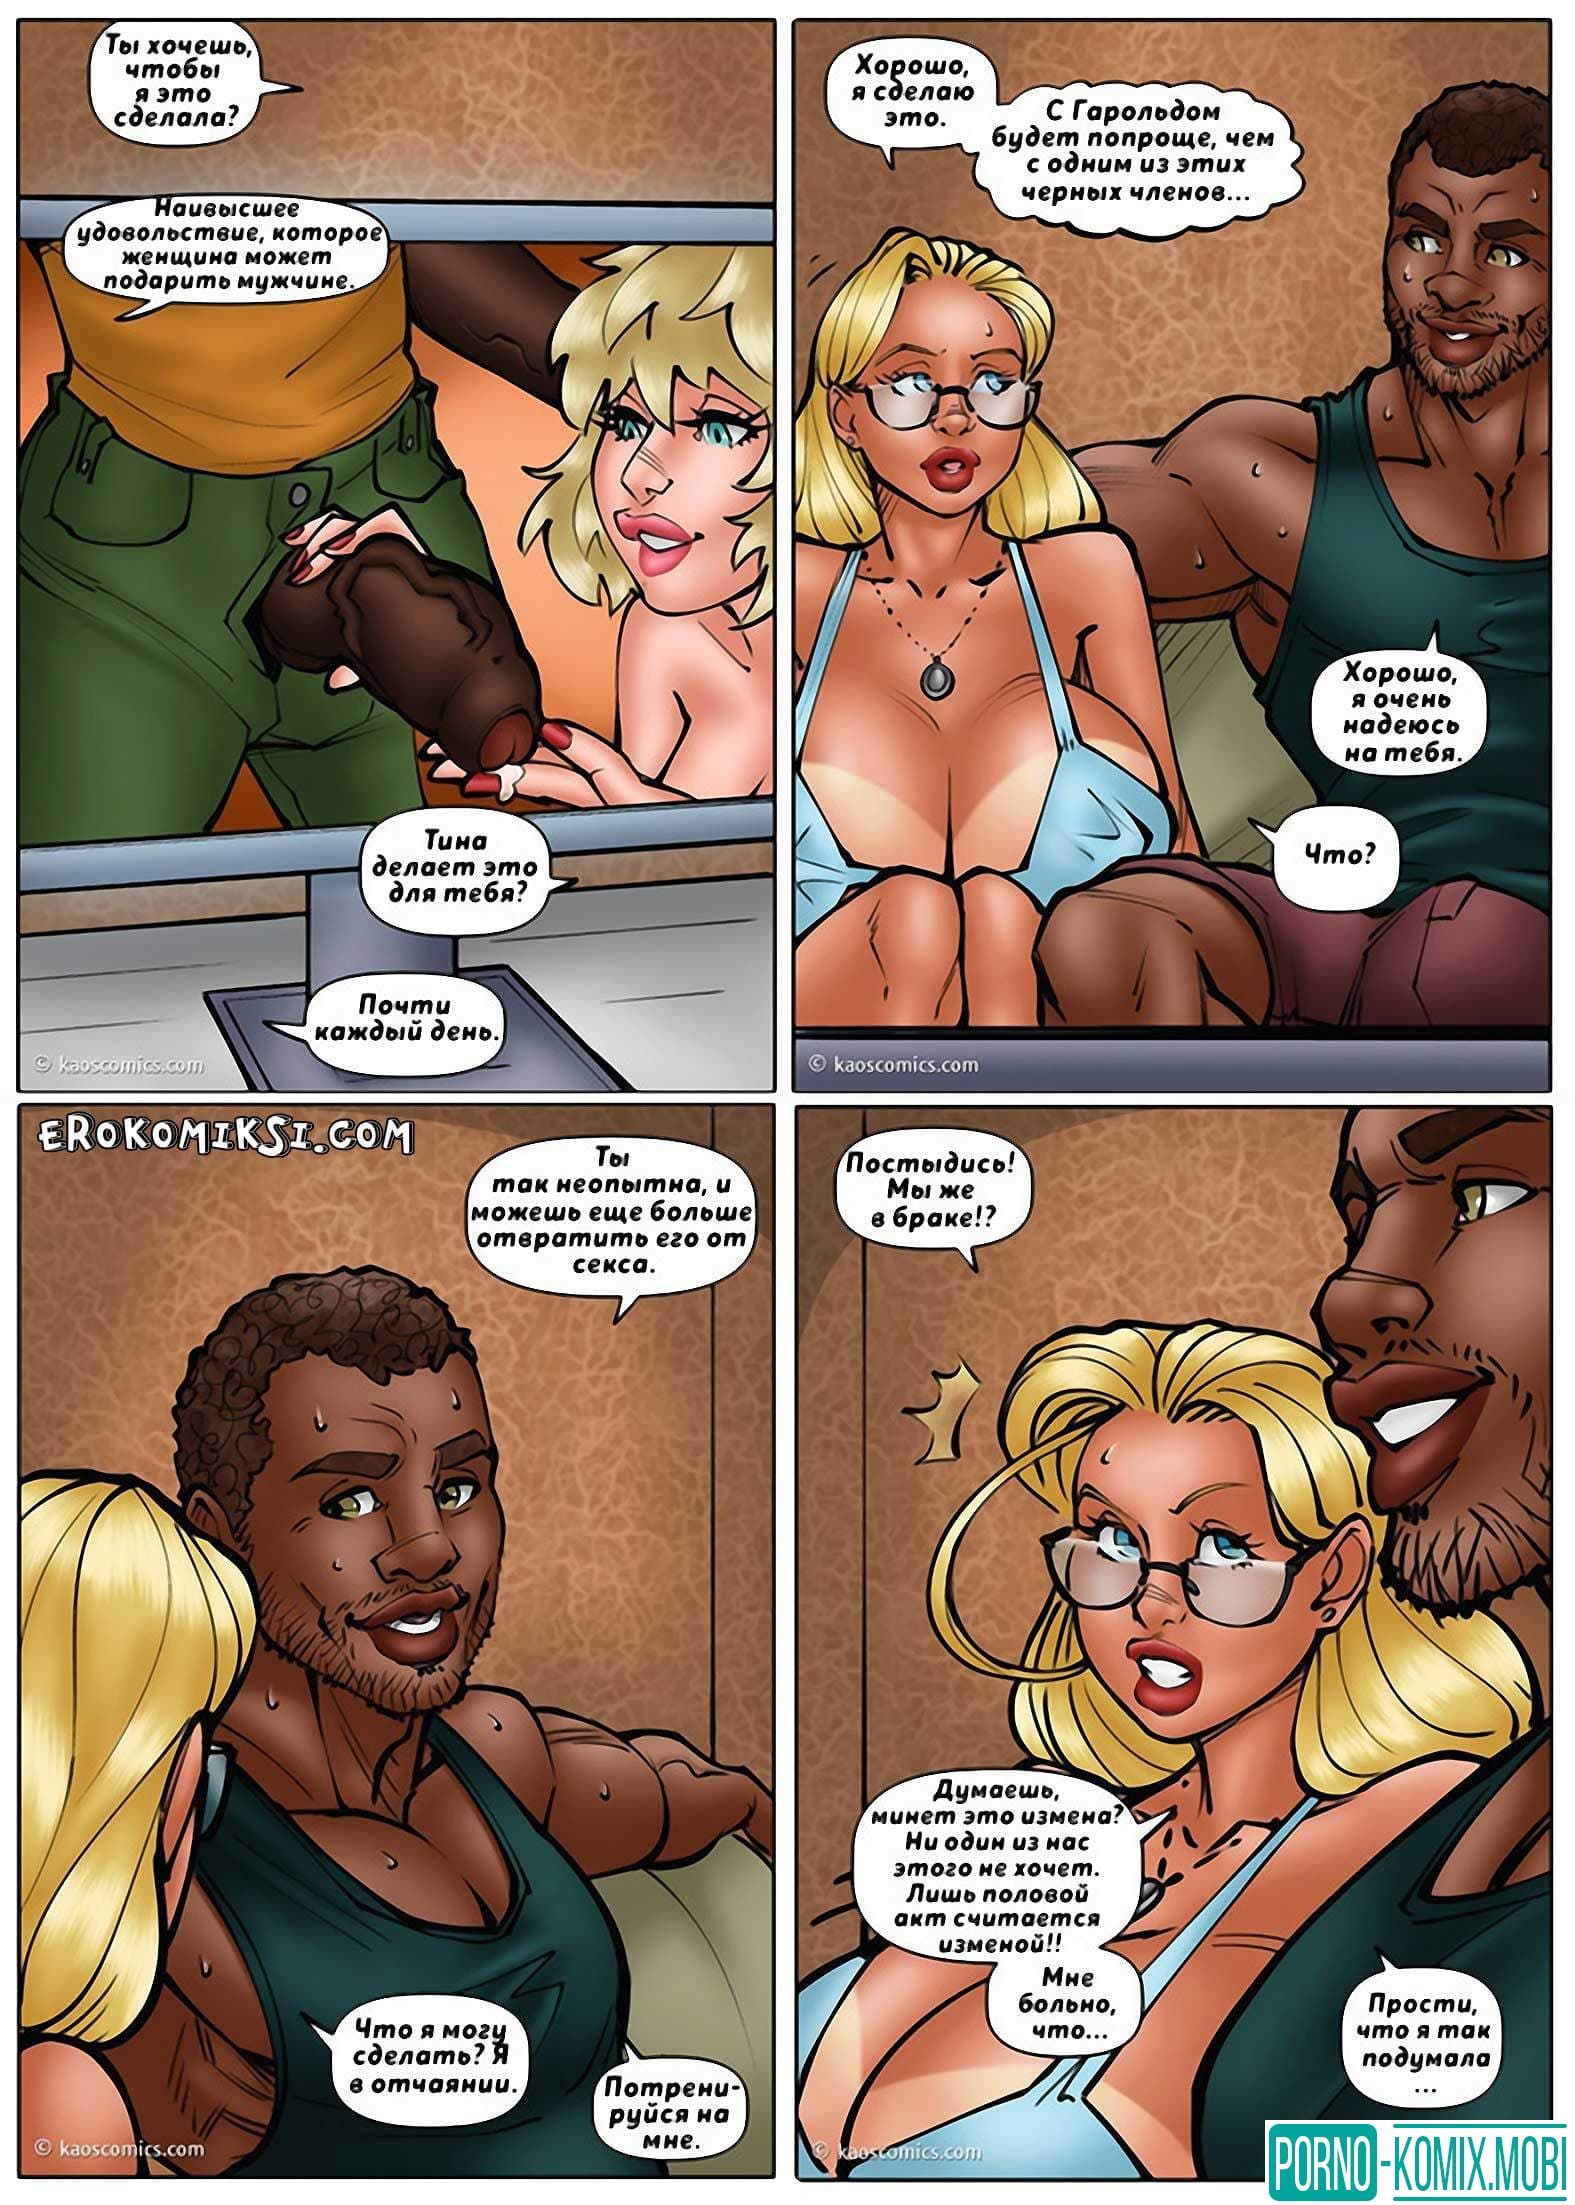 Ты хочешь,
чтобы
я это
сделала?
Наивысшее
удовольствие, которое
женщина может
подарить мужчине.
Тина
делает это
для тебя?
Почти
каждый день.
© kaoscomics.com
Хорошо,
я сделаю
это.
С Гарольдом
будет попроще, чем
с одним из этих
черных членов...
Хорошо,
я очень
надеюсь
на тебя.
Что?
© kaoscomics.com
EROKOMIKSI.COM
Ты
так неопытна, и
можешь еще больше
отвратить его от
секса.
Что я могу
сделать? Я
в отчаянии.
Потрени-
руйся на
мне.
© kaoscomics.com
Постыдись!
Мы же
в браке!?
Думаешь,
минет это измена?
Ни один из нас
этого не хочет.
Лишь половой
акт считается
изменой!!
Мне
больно,
что...
Прости,
что я так
подумала
...
© kaoscomics.com
PORNO-KOMIX.MOBI